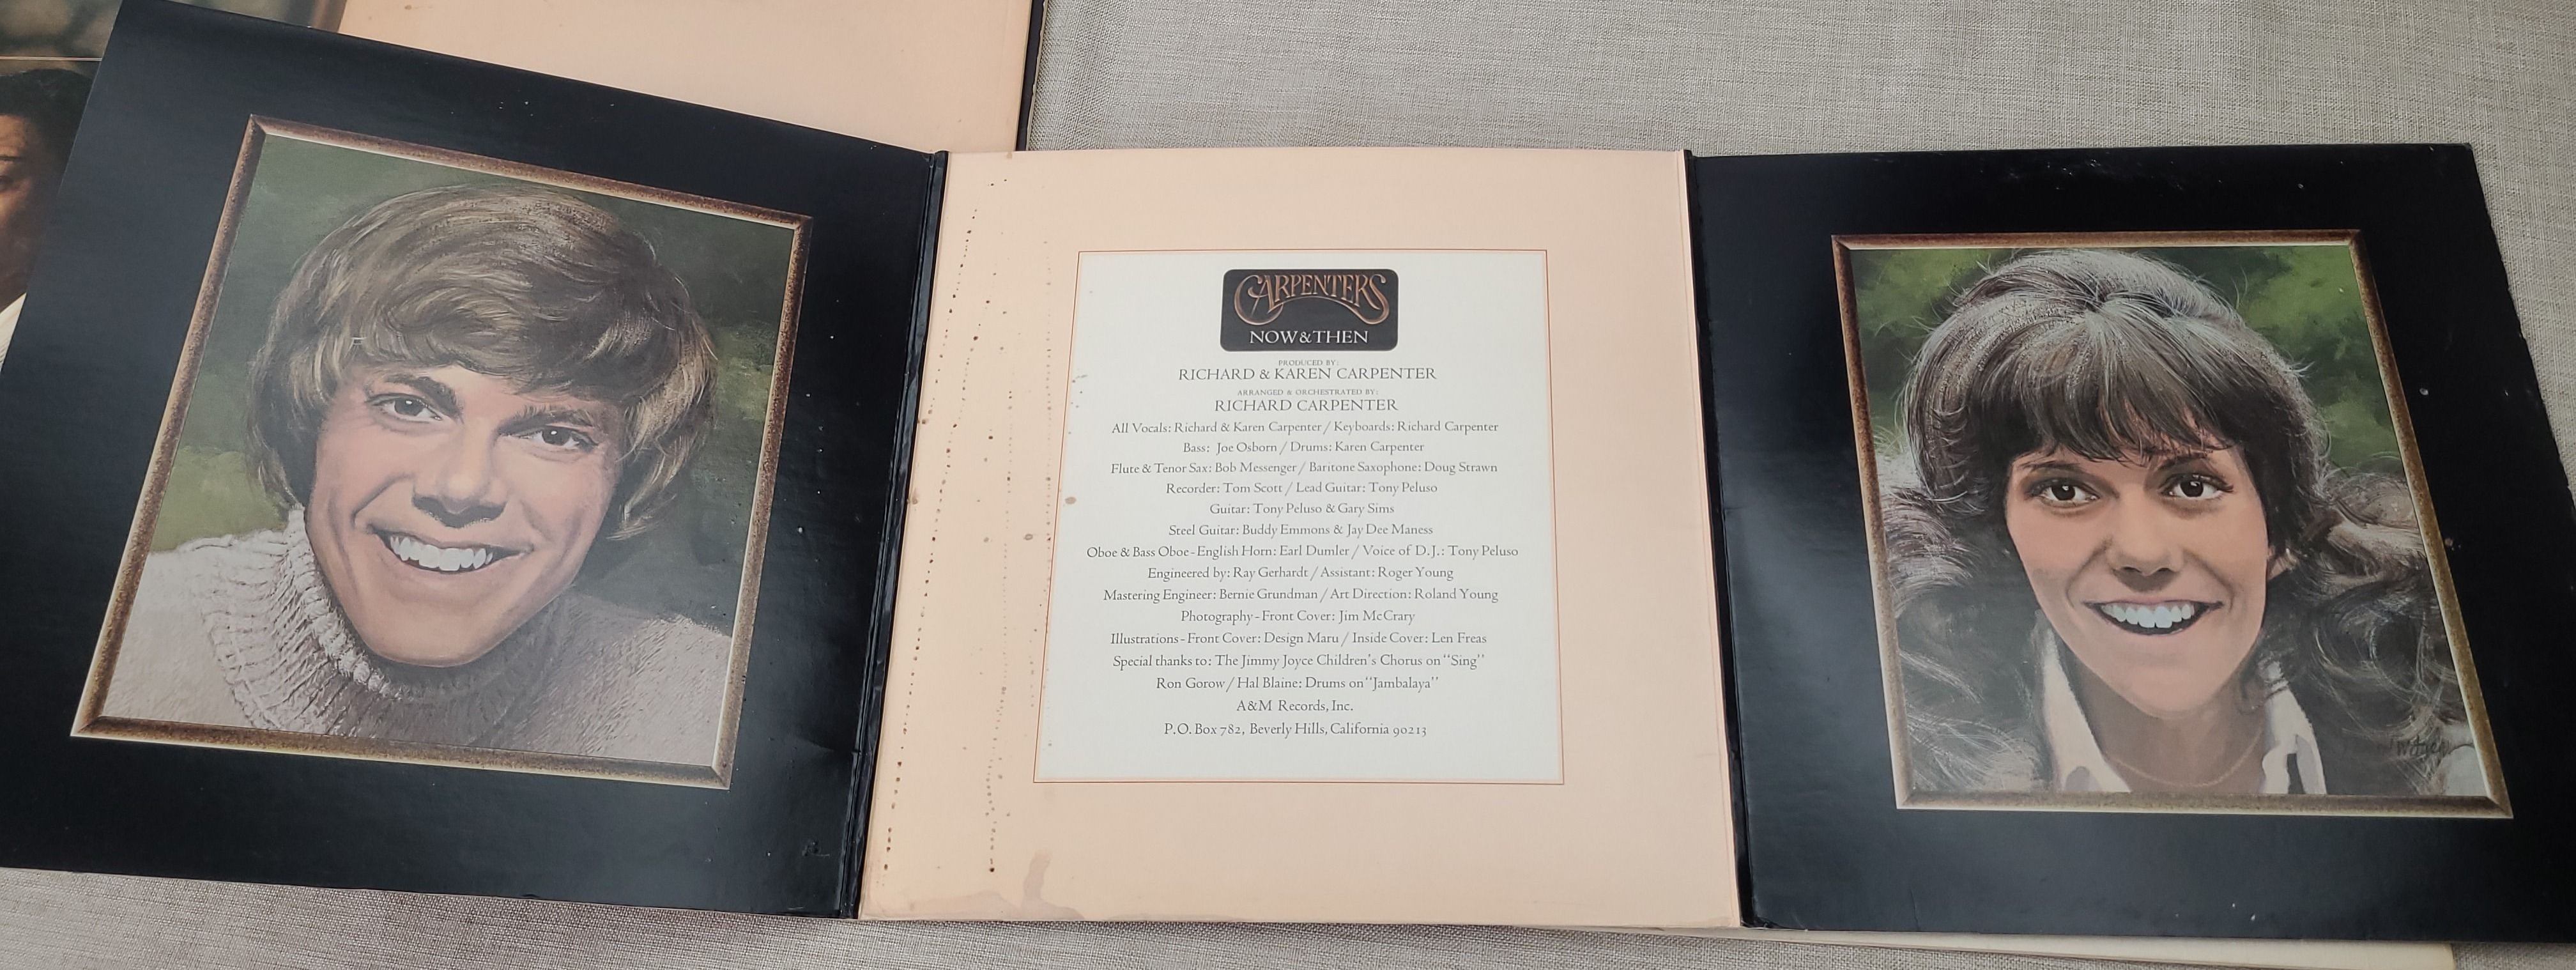 CARPENTERS
NOW & THEN
PRODUCED BY:
RICHARD & KAREN CARPENTER
ARRANGED & ORCHESTRATED BY:
RICHARD CARPENTER
All Vocals: Richard & Karen Carpenter / Keyboards: Richard Carpenter
Bass: Joe Osborn / Drums: Karen Carpenter
Flute & Tenor Sax: Bob Messenger / Baritone Saxophone: Doug Strawn
Recorder: Tom Scott / Lead Guitar: Tony Peluso
Guitar: Tony Peluso & Gary Sims
Steel Guitar: Buddy Emmons & Jay Dee Maness
Oboe & Bass Oboe-English Horn: Earl Dumler / Voice of D.J.: Tony Peluso
Engineered by: Ray Gerhardt / Assistant: Roger Young
Mastering Engineer: Bernie Grundman / Art Direction: Roland Young
Photography-Front Cover: Jim McCrary
Illustrations-Front Cover: Design Maru / Inside Cover: Len Freas
Special thanks to: The Jimmy Joyce Children's Chorus on "Sing"
Ron Gorow / Hal Blaine: Drums on "Jambalaya"
A&M Records, Inc.
P.O. Box 782, Beverly Hills, California 90213